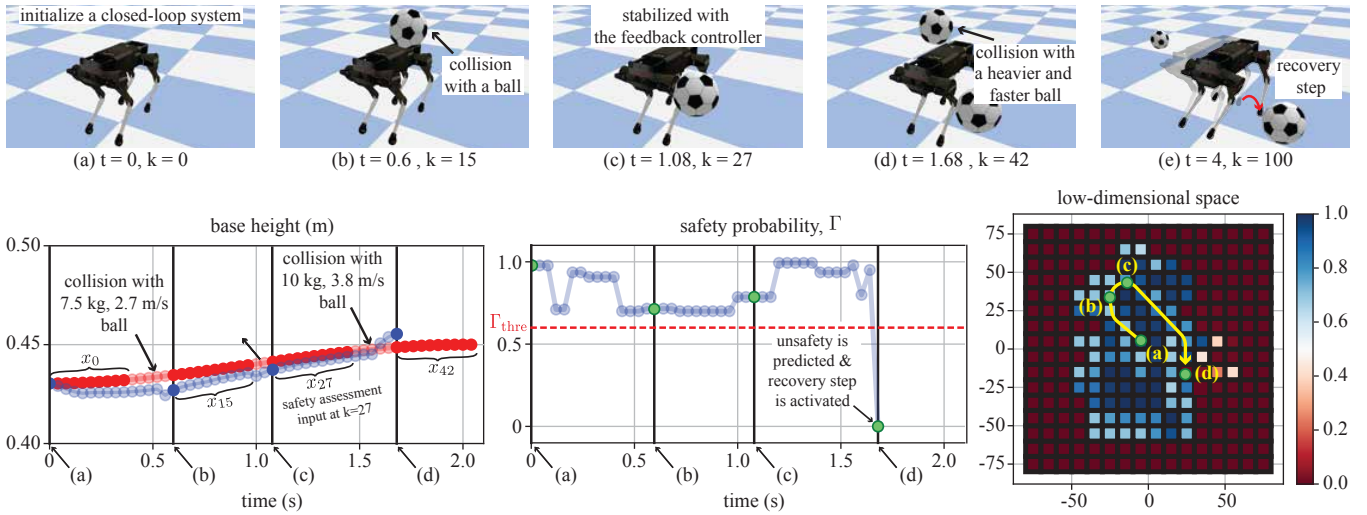 initialize a closed-loop system
collision
with a ball
stabilized with
the feedback controller
collision with
a heavier and
faster ball
recovery
step
(a) t = 0, k = 0
(b) t = 0.6 , k = 15
(c) t = 1.08, k = 27
(d) t = 1.68 , k = 42
(e) t = 4, k = 100
base height (m)
0.50
0.45
0.40
collision with
7.5 kg, 2.7 m/s
ball
collision with
10 kg, 3.8 m/s
ball
x_0
x_15
x_27
x_42
safety assessment
input at k=27
0.5
1.0
1.5
2.0
(a)
(b)
(c)
(d)
time (s)
safety probability, Γ
1.0
Γ_thre
0.5
0
unsafety is
predicted &
recovery step
is activated
0
0.5
1.0
1.5
2.0
(a)
(b)
(c)
(d)
time (s)
low-dimensional space
75
50
25
0
-25
-50
-75
(c)
(b)
(a)
(d)
-50
0
50
1.0
0.8
0.6
0.4
0.2
0.0